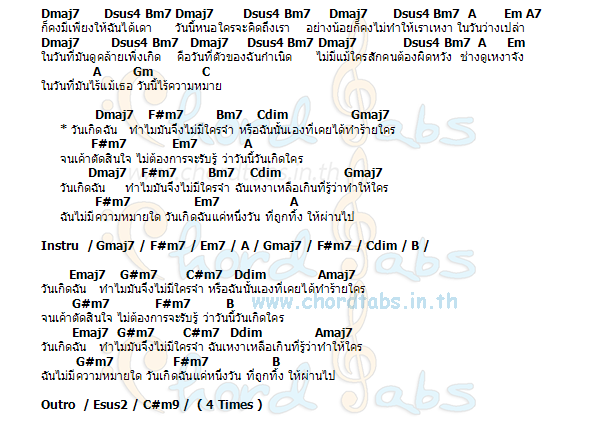 Dmaj7 Dsus4 Bm7 Dmaj7 Dsus4 Bm7 Dmaj7 Dsus4 Bm7 A Em A7
ก็คงมีเพียงให้ฉันได้เดา วันนี้หนอใครจะคิดถึงเรา อย่างน้อยก็คงไม่ทำให้เราเหงา ในวันว่างเปล่า
Dmaj7 Dsus4 Bm7 Dmaj7 Dsus4 Bm7 Dmaj7 Dsus4 Bm7 A Em
ในวันที่มันดูคล้ายเพิ่งเกิด คือวันที่ตัวของฉันกำเนิด ไม่มีแม้ใครสักคนต้องผิดหวัง ช่างดูเหงาจัง
A Gm C
ในวันที่มันไร้แม้เธอ วันนี้ไร้ความหมาย
Dmaj7 F#m7 Bm7 Cdim Gmaj7
* วันเกิดฉัน ทำไมมันจึงไม่มีใครจำ หรือฉันนั้นเองที่เคยได้ทำร้ายใคร
F#m7 Em7 A
จนเค้าตัดสินใจ ไม่ต้องการจะรับรู้ ว่าวันนี้วันเกิดใคร
Dmaj7 F#m7 Bm7 Cdim Gmaj7
วันเกิดฉัน ทำไมมันจึงไม่มีใครจำ ฉันเหงาเหลือเกินที่รู้ว่าทำให้ใคร
F#m7 Em7 A
ฉันไม่มีความหมายใด วันเกิดฉันแค่หนึ่งวัน ที่ถูกทิ้ง ให้ผ่านไป
Instru / Gmaj7 / F#m7 / Em7 / A / Gmaj7 / F#m7 / Cdim / B /
Emaj7 G#m7 C#m7 Ddim Amaj7
วันเกิดฉัน ทำไมมันจึงไม่มีใครจำ หรือฉันนั้นเองที่เคยได้ทำร้ายใคร
G#m7 F#m7 B
www.chordtabs.in.th
จนเค้าตัดสินใจ ไม่ต้องการจะรับรู้ ว่าวันนี้วันเกิดใคร
Emaj7 G#m7 C#m7 Ddim Amaj7
วันเกิดฉัน ทำไมมันจึงไม่มีใครจำ ฉันเหงาเหลือเกินที่รู้ว่าทำให้ใคร
G#m7 F#m7 B
ฉันไม่มีความหมายใด วันเกิดฉันแค่หนึ่งวัน ที่ถูกทิ้ง ให้ผ่านไป
Outro / Esus2 / C#m9 / ( 4 Times )